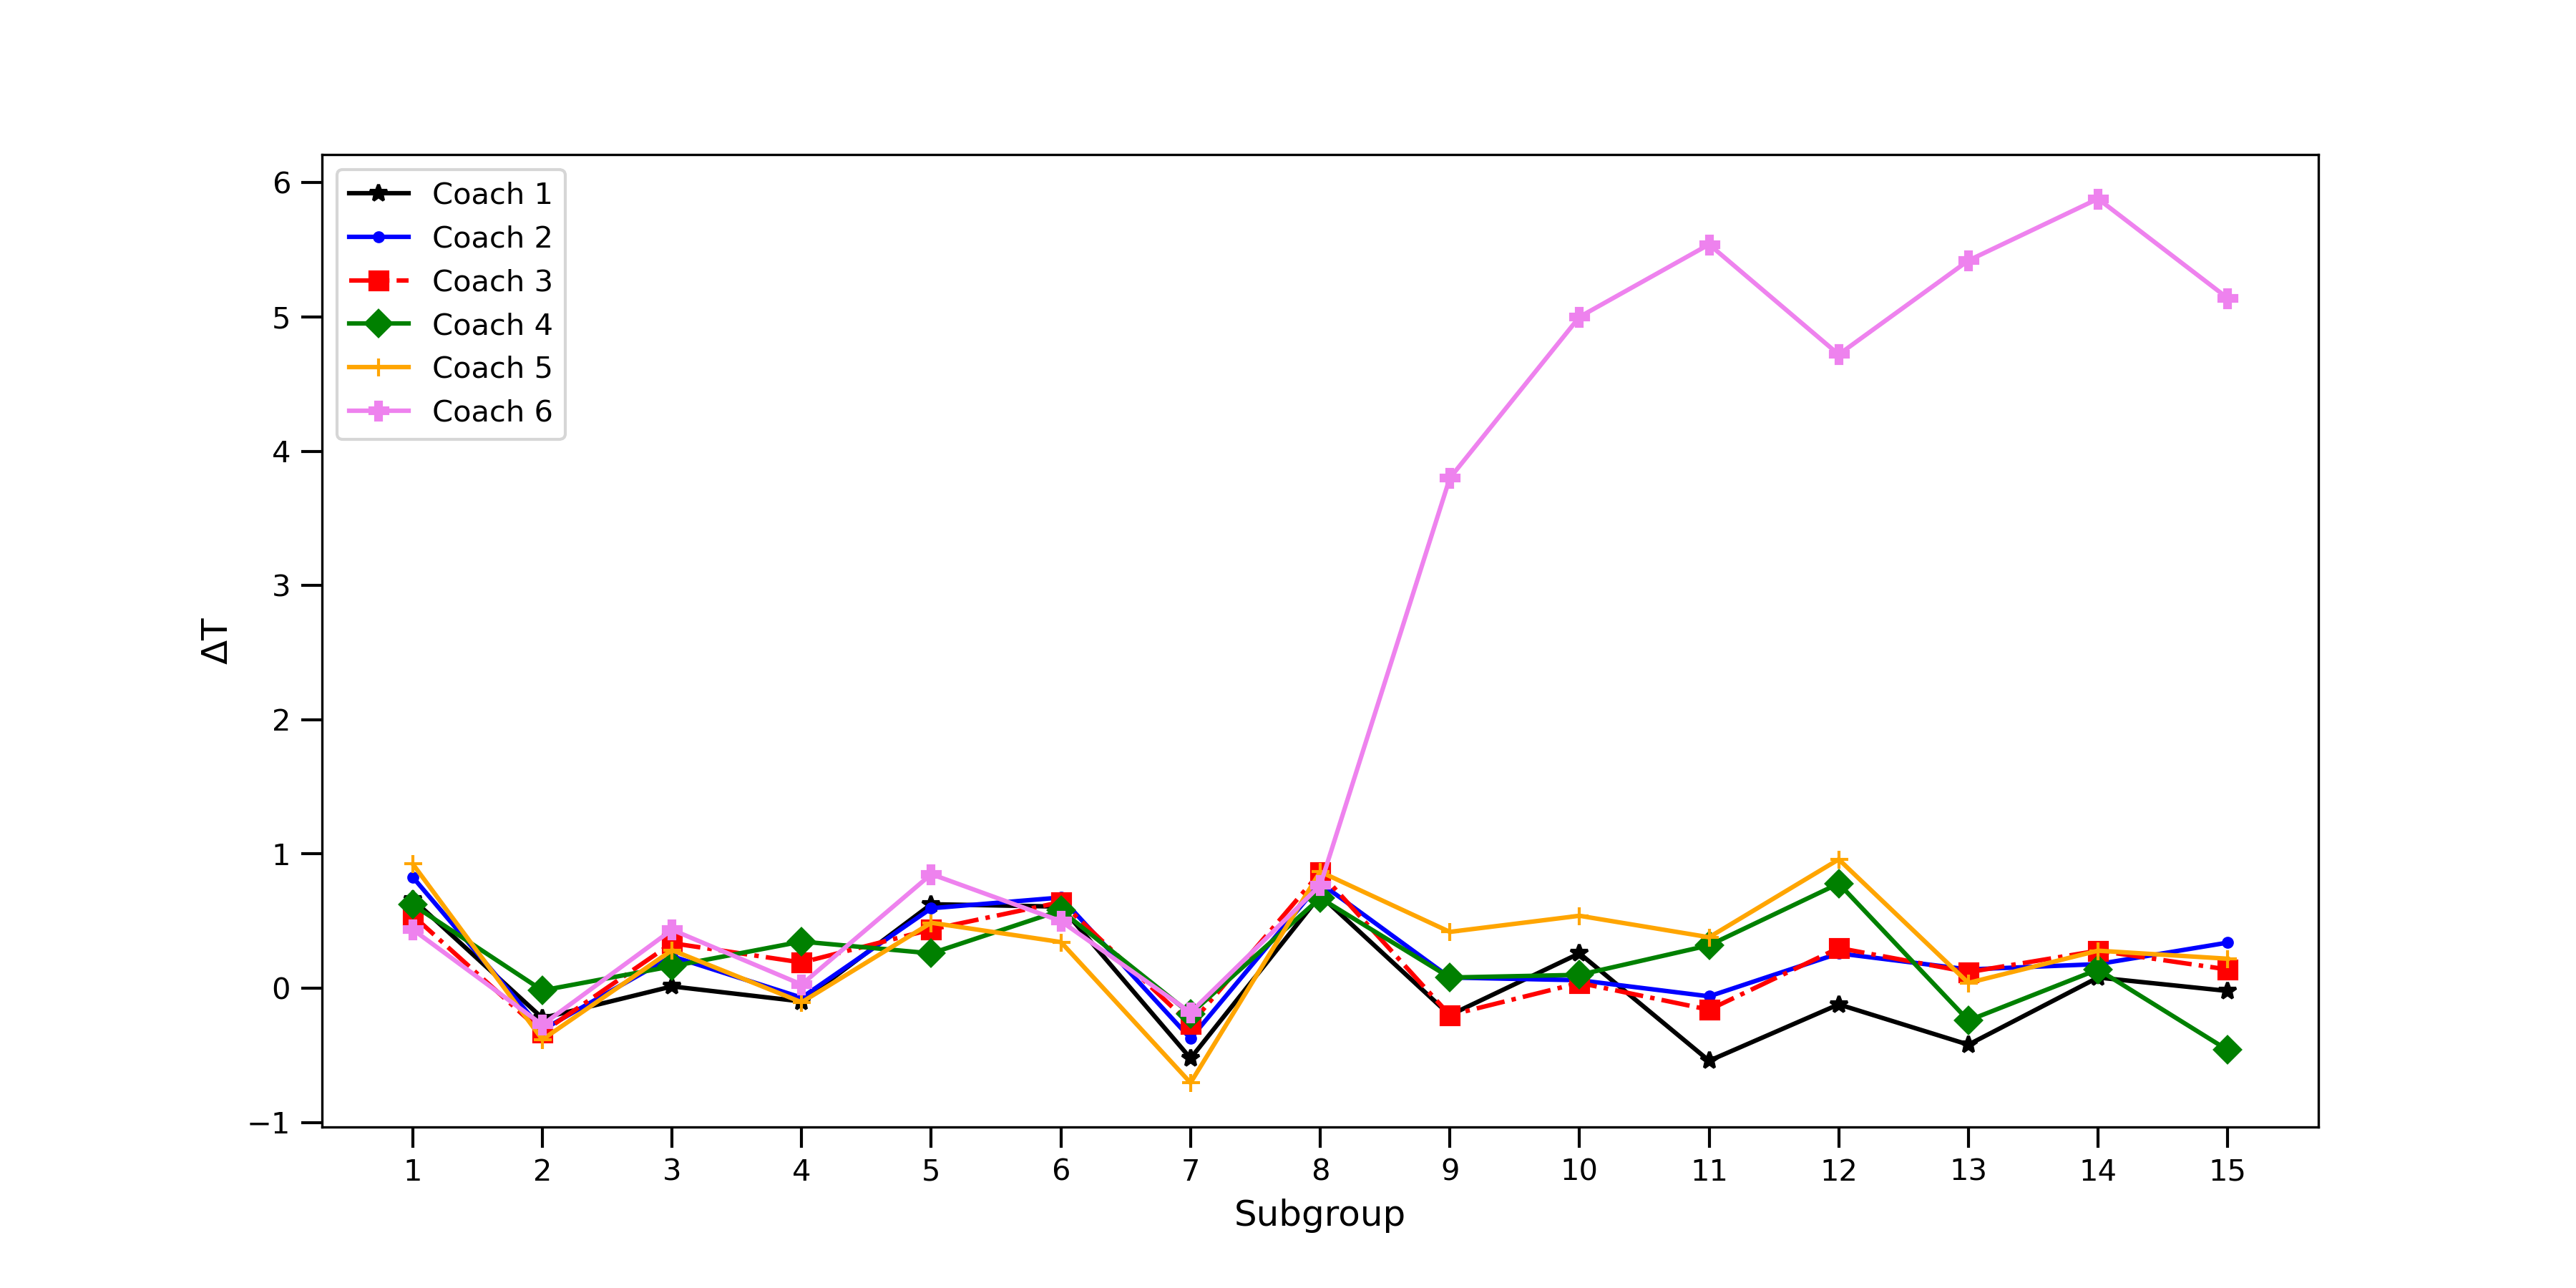 6
5
4
3
2
1
0
−1
ΔT
Coach 1
Coach 2
Coach 3
Coach 4
Coach 5
Coach 6
1 2 3 4 5 6 7 8 9 10 11 12 13 14 15
Subgroup